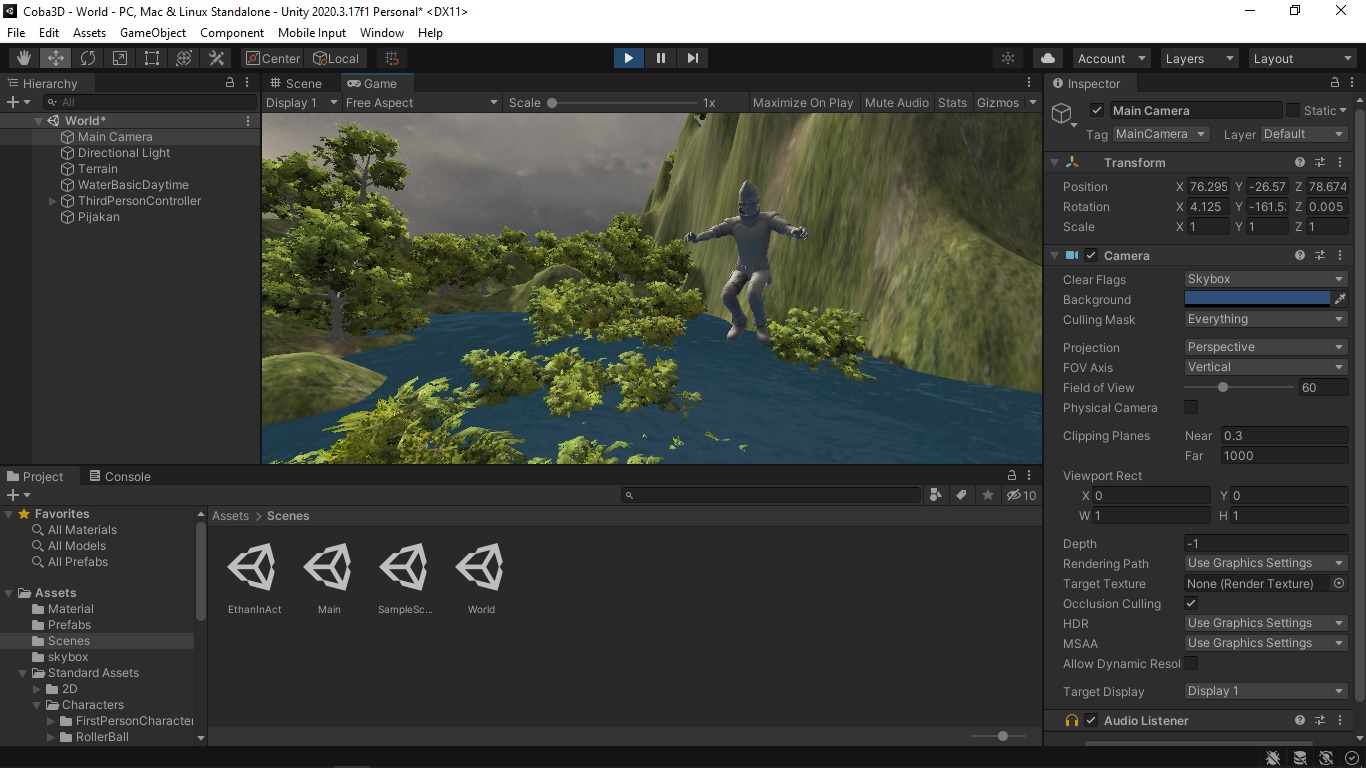 Coba3D - World - PC, Mac & Linux Standalone - Unity 2020.3.17f1 Personal* <DX11>
File Edit Assets GameObject Component Mobile Input Window Help
Center Local Account Layers Layout
Hierarchy
All
World*
Main Camera
Directional Light
Terrain
WaterBasicDaytime
ThirdPersonController
Pijakan
Scene Game
Display 1 Free Aspect Scale 1x Maximize On Play Mute Audio Stats Gizmos
Inspector
Main Camera Static
Tag MainCamera Layer Default
Transform
Position X 76.295 Y -26.57 Z 78.674
Rotation X 4.125 Y -161.5 Z 0.005
Scale X 1 Y 1 Z 1
Camera
Clear Flags Skybox
Background
Culling Mask Everything
Projection Perspective
FOV Axis Vertical
Field of View 60
Physical Camera
Clipping Planes Near 0.3
Far 1000
Viewport Rect
X 0 Y 0
W 1 H 1
Depth -1
Rendering Path Use Graphics Settings
Target Texture None (Render Texture)
Occlusion Culling
HDR Use Graphics Settings
MSAA Use Graphics Settings
Allow Dynamic Resol
Target Display Display 1
Audio Listener
Project Console
10
Favorites
All Materials
All Models
All Prefabs
Assets
Material
Prefabs
Scenes
skybox
Standard Assets
2D
Characters
FirstPersonCharacter
RollerBall
Assets > Scenes
EthanInAct Main SampleSc... World